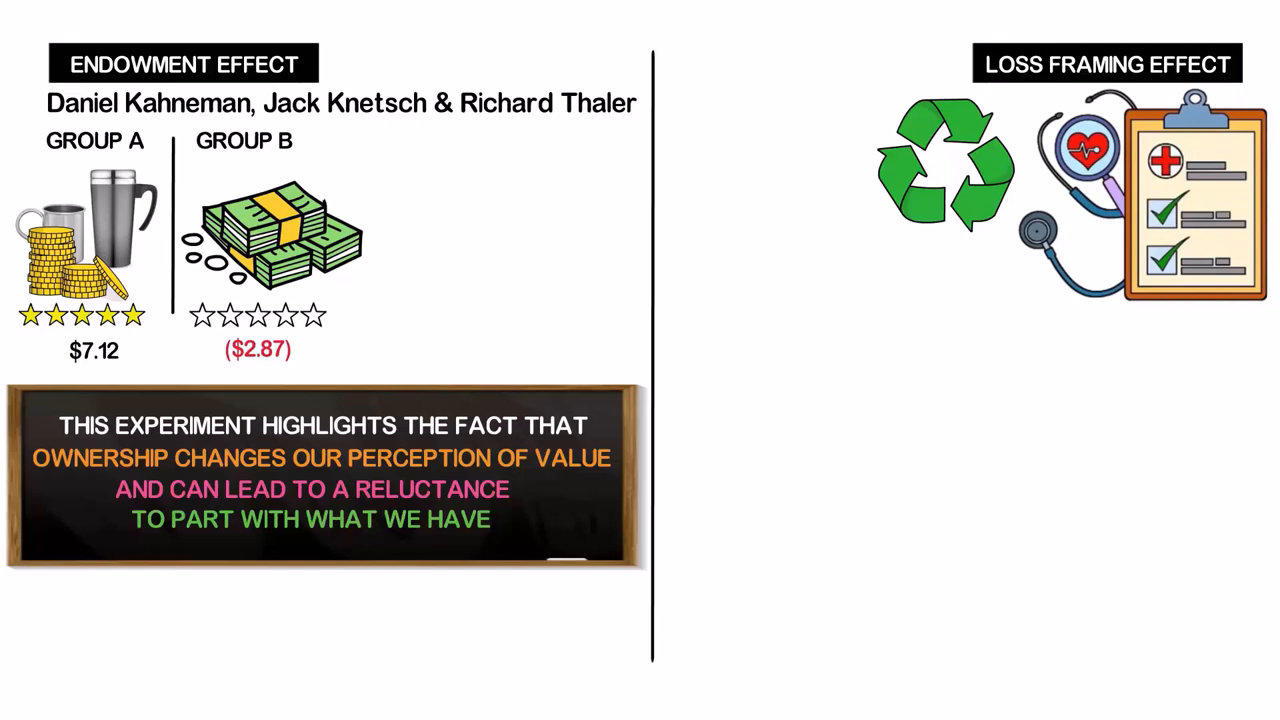 ENDOWMENT EFFECT
Daniel Kahneman, Jack Knetsch & Richard Thaler
GROUP A
GROUP B
$7.12
($2.87)
THIS EXPERIMENT HIGHLIGHTS THE FACT THAT
OWNERSHIP CHANGES OUR PERCEPTION OF VALUE
AND CAN LEAD TO A RELUCTANCE
TO PART WITH WHAT WE HAVE
LOSS FRAMING EFFECT